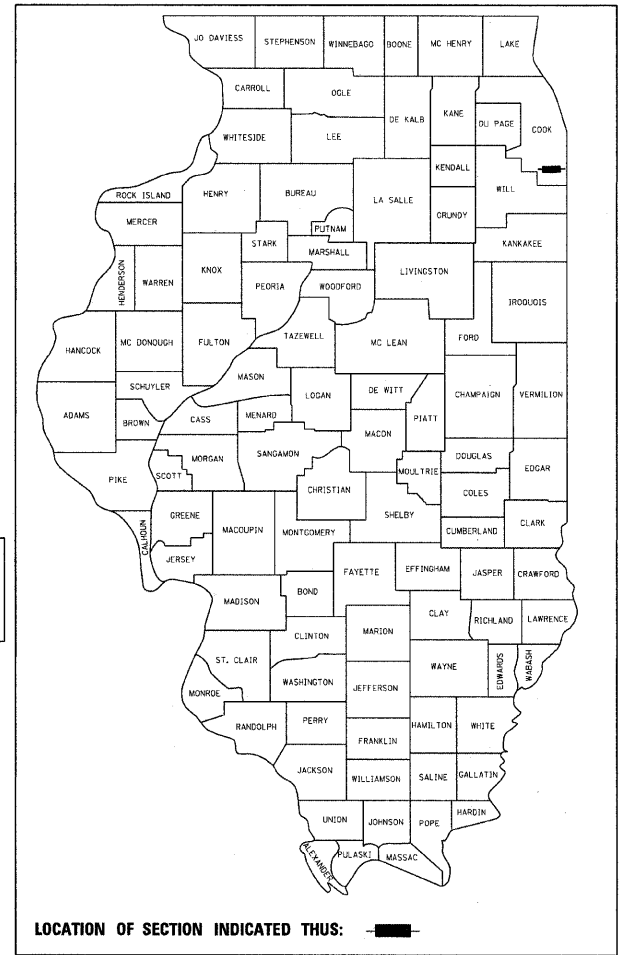 JO DAVIESS STEPHENSON WINNEBAGO BOONE MC HENRY LAKE
CARROLL OGLE DE KALB KANE DU PAGE COOK
WHITESIDE LEE KENDALL WILL
ROCK ISLAND HENRY BUREAU LA SALLE GRUNDY
MERCER PUTNAM KANKAKEE
STARK MARSHALL
HENDERSON WARREN KNOX PEORIA WOODFORD LIVINGSTON IROQUOIS
HANCOCK MC DONOUGH FULTON TAZEWELL MC LEAN FORD
SCHUYLER MASON LOGAN DE WITT CHAMPAIGN VERMILION
ADAMS BROWN CASS MENARD MACON PIATT
MORGAN SANGAMON DOUGLAS
PIKE SCOTT CHRISTIAN MOULTRIE COLES EDGAR
CALHOUN GREENE MACOUPIN MONTGOMERY SHELBY CUMBERLAND CLARK
JERSEY FAYETTE EFFINGHAM JASPER CRAWFORD
MADISON BOND CLAY RICHLAND LAWRENCE
CLINTON MARION WAYNE EDWARDS WABASH
ST. CLAIR WASHINGTON JEFFERSON
MONROE
RANDOLPH PERRY FRANKLIN HAMILTON WHITE
JACKSON WILLIAMSON SALINE GALLATIN
UNION JOHNSON POPE HARDIN
ALEXANDER PULASKI MASSAC
LOCATION OF SECTION INDICATED THUS: